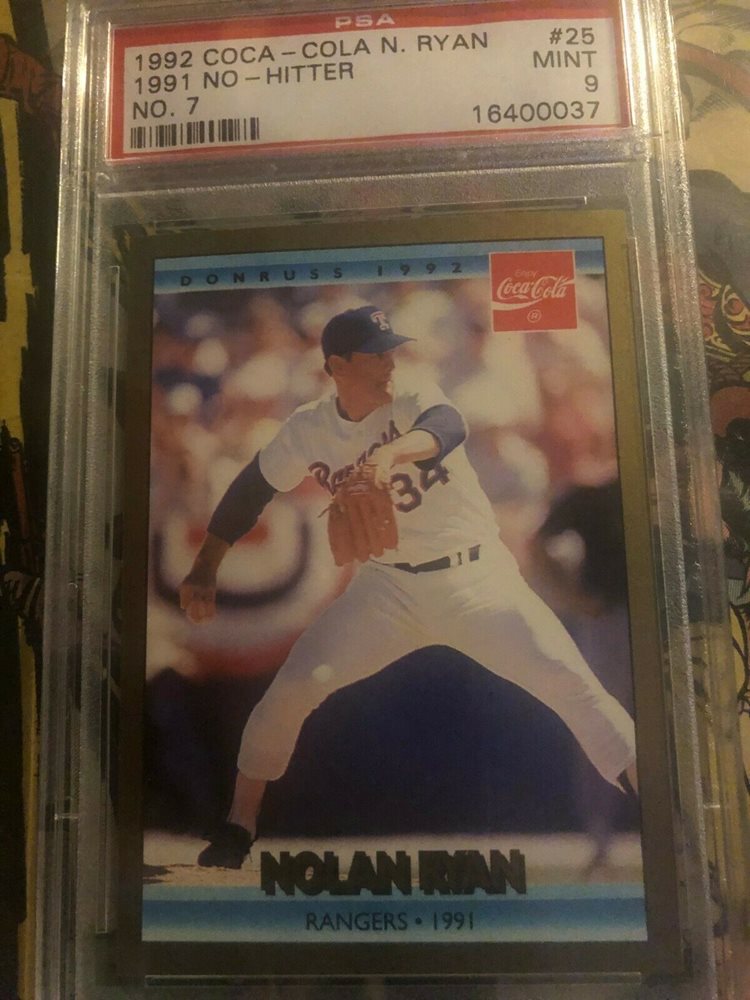 PSA
1992 COCA-COLA N. RYAN #25
1991 NO-HITTER MINT
NO. 7 9
16400037
DONRUSS 1992
Enjoy
Coca-Cola
®
T
Rangers
34
NOLAN RYAN
RANGERS • 1991